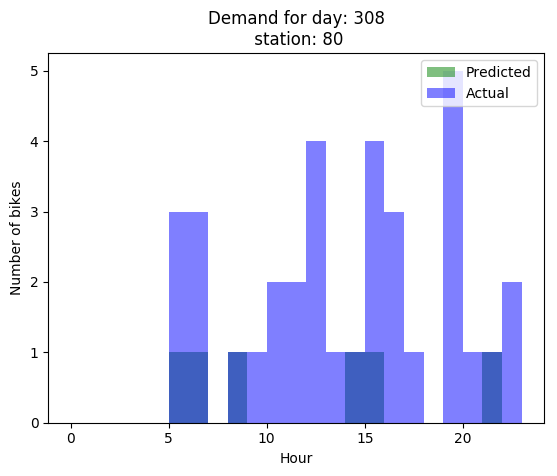 Demand for day: 308
station: 80
Predicted
Actual
5
4
3
2
1
0
Number of bikes
0 5 10 15 20
Hour